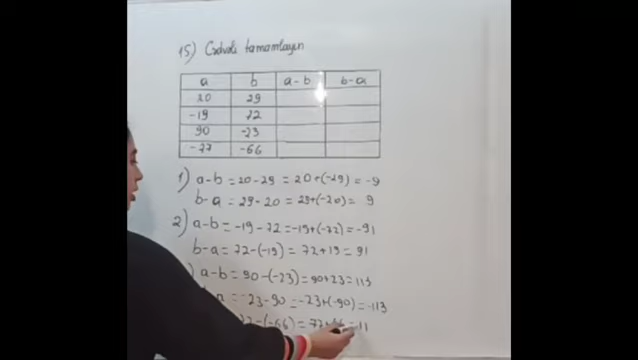 15) Cədvəli tamamlayın
a b a-b b-a
20 29
-19 72
90 -23
-77 -66
1) a-b = 20-29 = 20+(-29) = -9
b-a = 29-20 = 29+(-20) = 9
2) a-b = -19-72 = -19+(-72) = -91
b-a = 72-(-19) = 72+19 = 91
) a-b = 90-(-23) = 90+23 = 113
= -23-90 = -23+(-90) = -113
-(-66) =